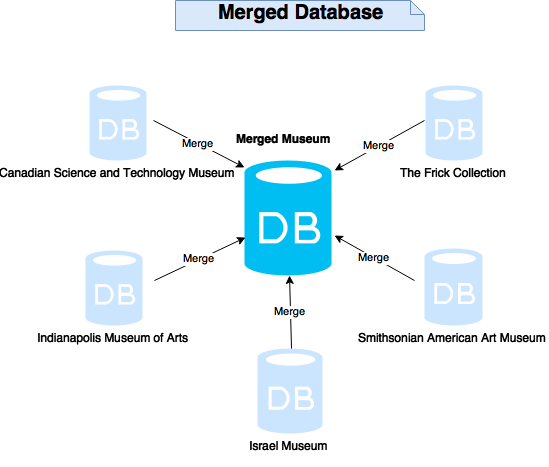 Merged Database
DB
DB
Merge
Merged Museum
Merge
Canadian Science and Technology Museum
The Frick Collection
DB
Merge
Merge
DB
DB
Indianapolis Museum of Arts
Merge
Smithsonian American Art Museum
DB
Israel Museum